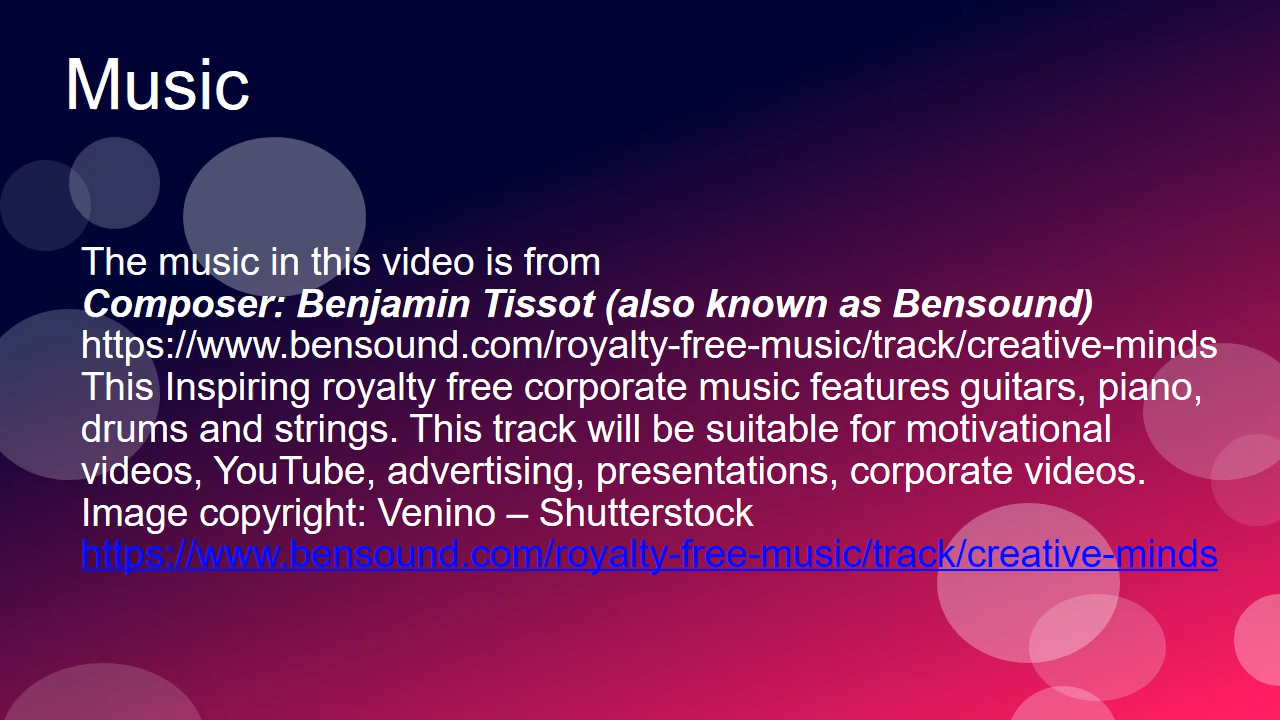 Music
The music in this video is from
Composer: Benjamin Tissot (also known as Bensound)
https://www.bensound.com/royalty-free-music/track/creative-minds
This Inspiring royalty free corporate music features guitars, piano,
drums and strings. This track will be suitable for motivational
videos, YouTube, advertising, presentations, corporate videos.
Image copyright: Venino – Shutterstock
https://www.bensound.com/royalty-free-music/track/creative-minds